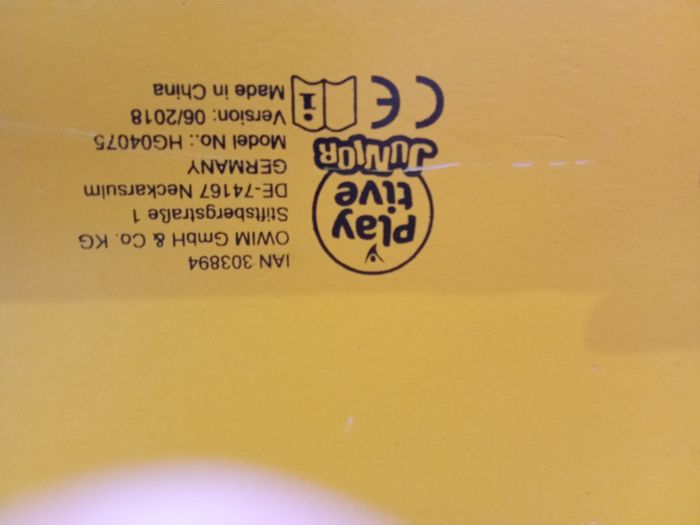 Play
tive
JUNIOR
CE
i
IAN 303894
OWIM GmbH & Co. KG
Stiftsbergstraße 1
DE-74167 Neckarsulm
GERMANY
Model No.: HG04075
Version: 06/2018
Made in China